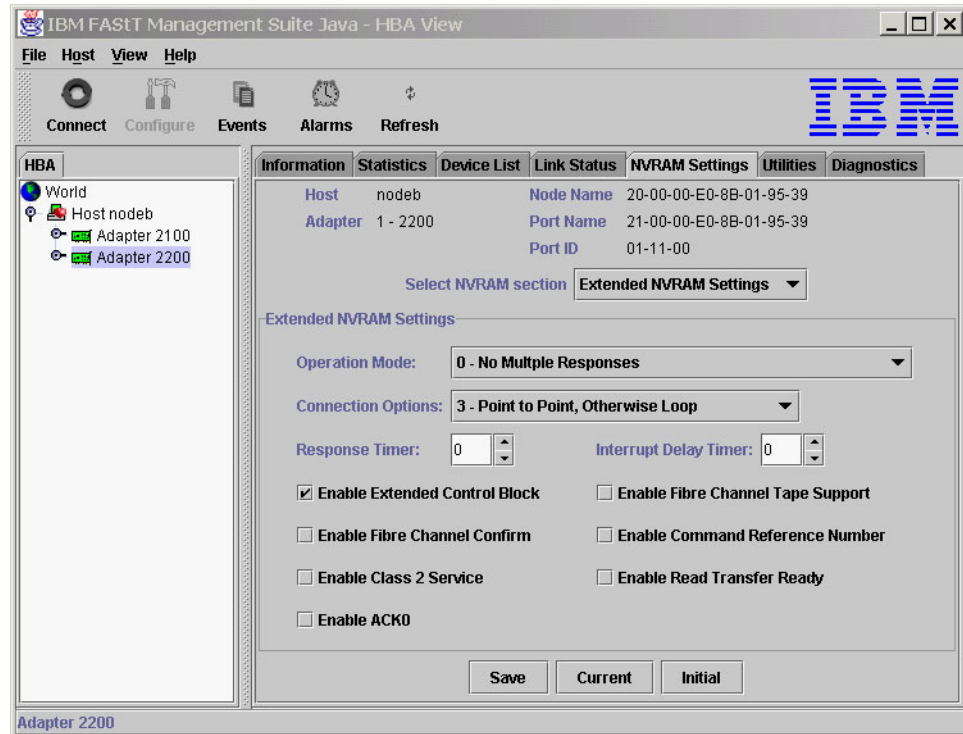 IBM FAStT Management Suite Java - HBA View
File Host View Help
Connect Configure Events Alarms Refresh
IBM
HBA
World
Host nodeb
Adapter 2100
Adapter 2200
Information Statistics Device List Link Status NVRAM Settings Utilities Diagnostics
Host nodeb Node Name 20-00-00-E0-8B-01-95-39
Adapter 1 - 2200 Port Name 21-00-00-E0-8B-01-95-39
Port ID 01-11-00
Select NVRAM section Extended NVRAM Settings
Extended NVRAM Settings
Operation Mode: 0 - No Multple Responses
Connection Options: 3 - Point to Point, Otherwise Loop
Response Timer: 0 Interrupt Delay Timer: 0
Enable Extended Control Block Enable Fibre Channel Tape Support
Enable Fibre Channel Confirm Enable Command Reference Number
Enable Class 2 Service Enable Read Transfer Ready
Enable ACK0
Save Current Initial
Adapter 2200